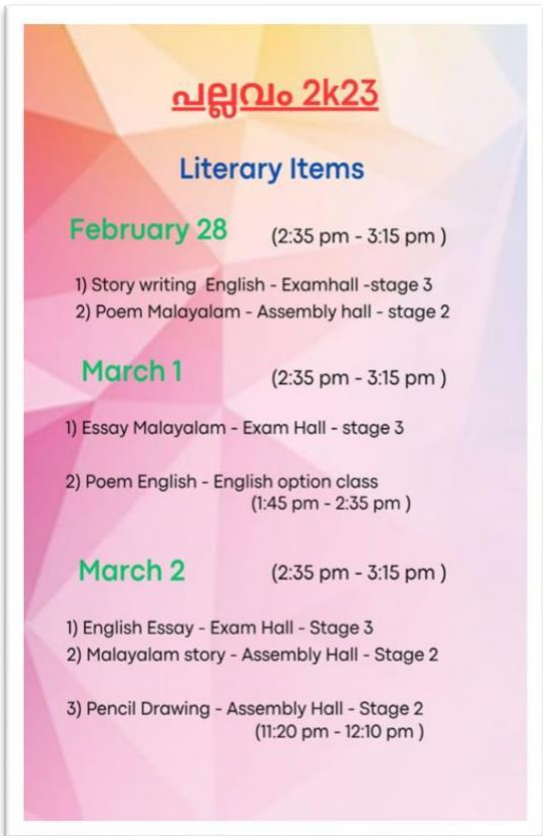 പല്ലവം 2k23
Literary Items
February 28 (2:35 pm - 3:15 pm )
1) Story writing English - Examhall -stage 3
2) Poem Malayalam - Assembly hall - stage 2
March 1 (2:35 pm - 3:15 pm )
1) Essay Malayalam - Exam Hall - stage 3
2) Poem English - English option class
(1:45 pm - 2:35 pm )
March 2 (2:35 pm - 3:15 pm )
1) English Essay - Exam Hall - Stage 3
2) Malayalam story - Assembly Hall - Stage 2
3) Pencil Drawing - Assembly Hall - Stage 2
(11:20 pm - 12:10 pm )